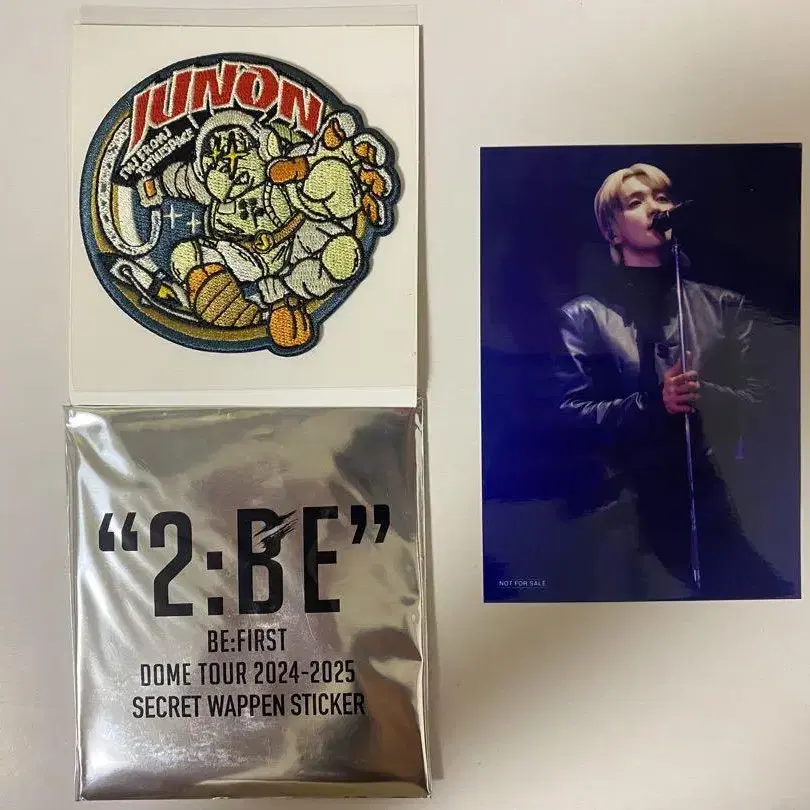 JUNON
“2:BE”
BE:FIRST
DOME TOUR 2024-2025
SECRET WAPPEN STICKER
NOT FOR SALE